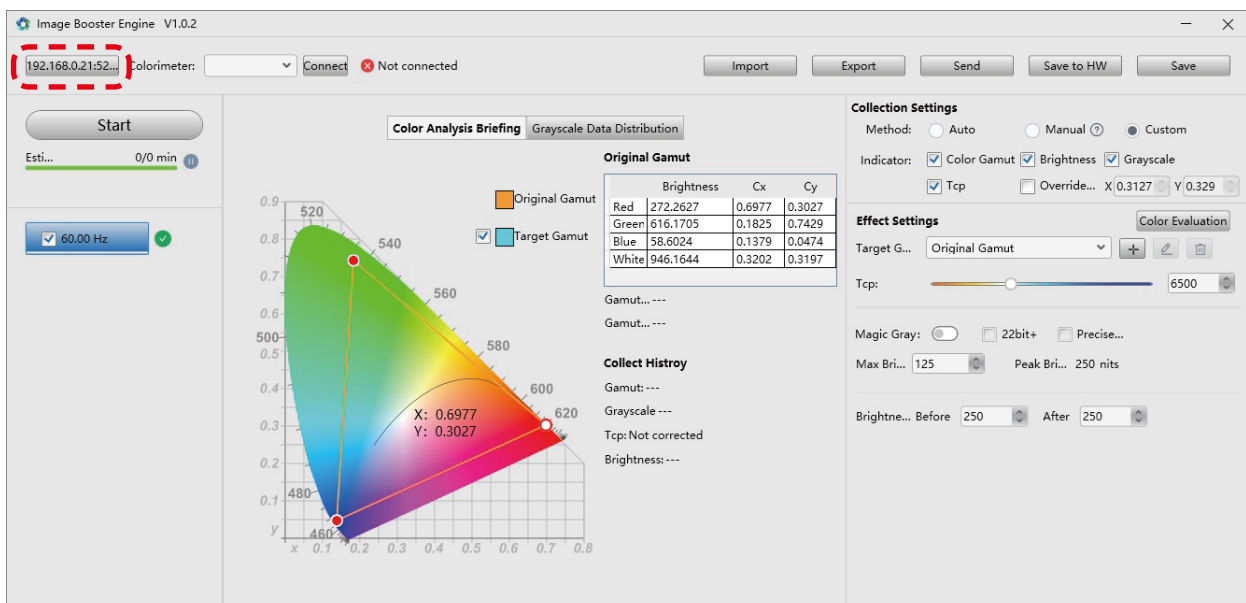 Image Booster Engine V1.0.2
192.168.0.21:52... Colorimeter: Connect Not connected Import Export Send Save to HW Save
Start
Esti... 0/0 min
60.00 Hz
Color Analysis Briefing Grayscale Data Distribution
Original Gamut
Target Gamut
0.9
0.8
0.7
0.6
0.5
0.4
0.3
0.2
0.1
y
x 0.1 0.2 0.3 0.4 0.5 0.6 0.7 0.8
520
540
560
500
580
600
620
480
460
X: 0.6977
Y: 0.3027
Original Gamut
Brightness Cx Cy
Red 272.2627 0.6977 0.3027
Green 616.1705 0.1825 0.7429
Blue 58.6024 0.1379 0.0474
White 946.1644 0.3202 0.3197
Gamut... ---
Gamut... ---
Collect Histroy
Gamut: ---
Grayscale ---
Tcp: Not corrected
Brightness: ---
Collection Settings
Method: Auto Manual ? Custom
Indicator: Color Gamut Brightness Grayscale
Tcp Override... X 0.3127 Y 0.329
Effect Settings Color Evaluation
Target G... Original Gamut +
Tcp: 6500
Magic Gray: 22bit+ Precise...
Max Bri... 125 Peak Bri... 250 nits
Brightne... Before 250 After 250